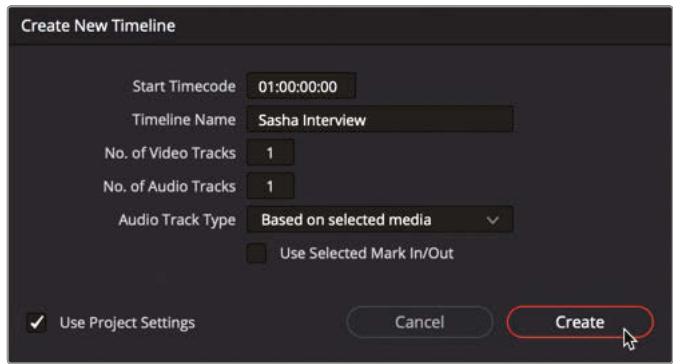 Create New Timeline
Start Timecode 01:00:00:00
Timeline Name Sasha Interview
No. of Video Tracks 1
No. of Audio Tracks 1
Audio Track Type Based on selected media
Use Selected Mark In/Out
Use Project Settings Cancel Create